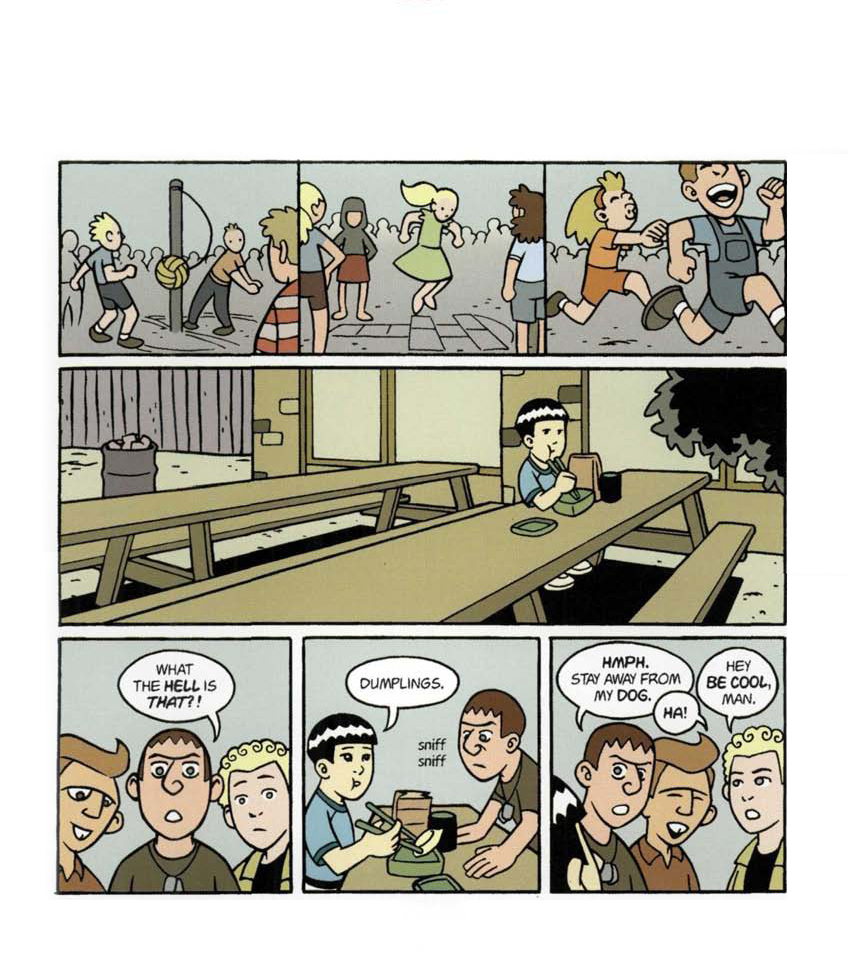 WHAT
THE HELL IS
THAT?!
DUMPLINGS.
sniff
sniff
HMPH.
STAY AWAY FROM
MY DOG.
HA!
HEY
BE COOL,
MAN.